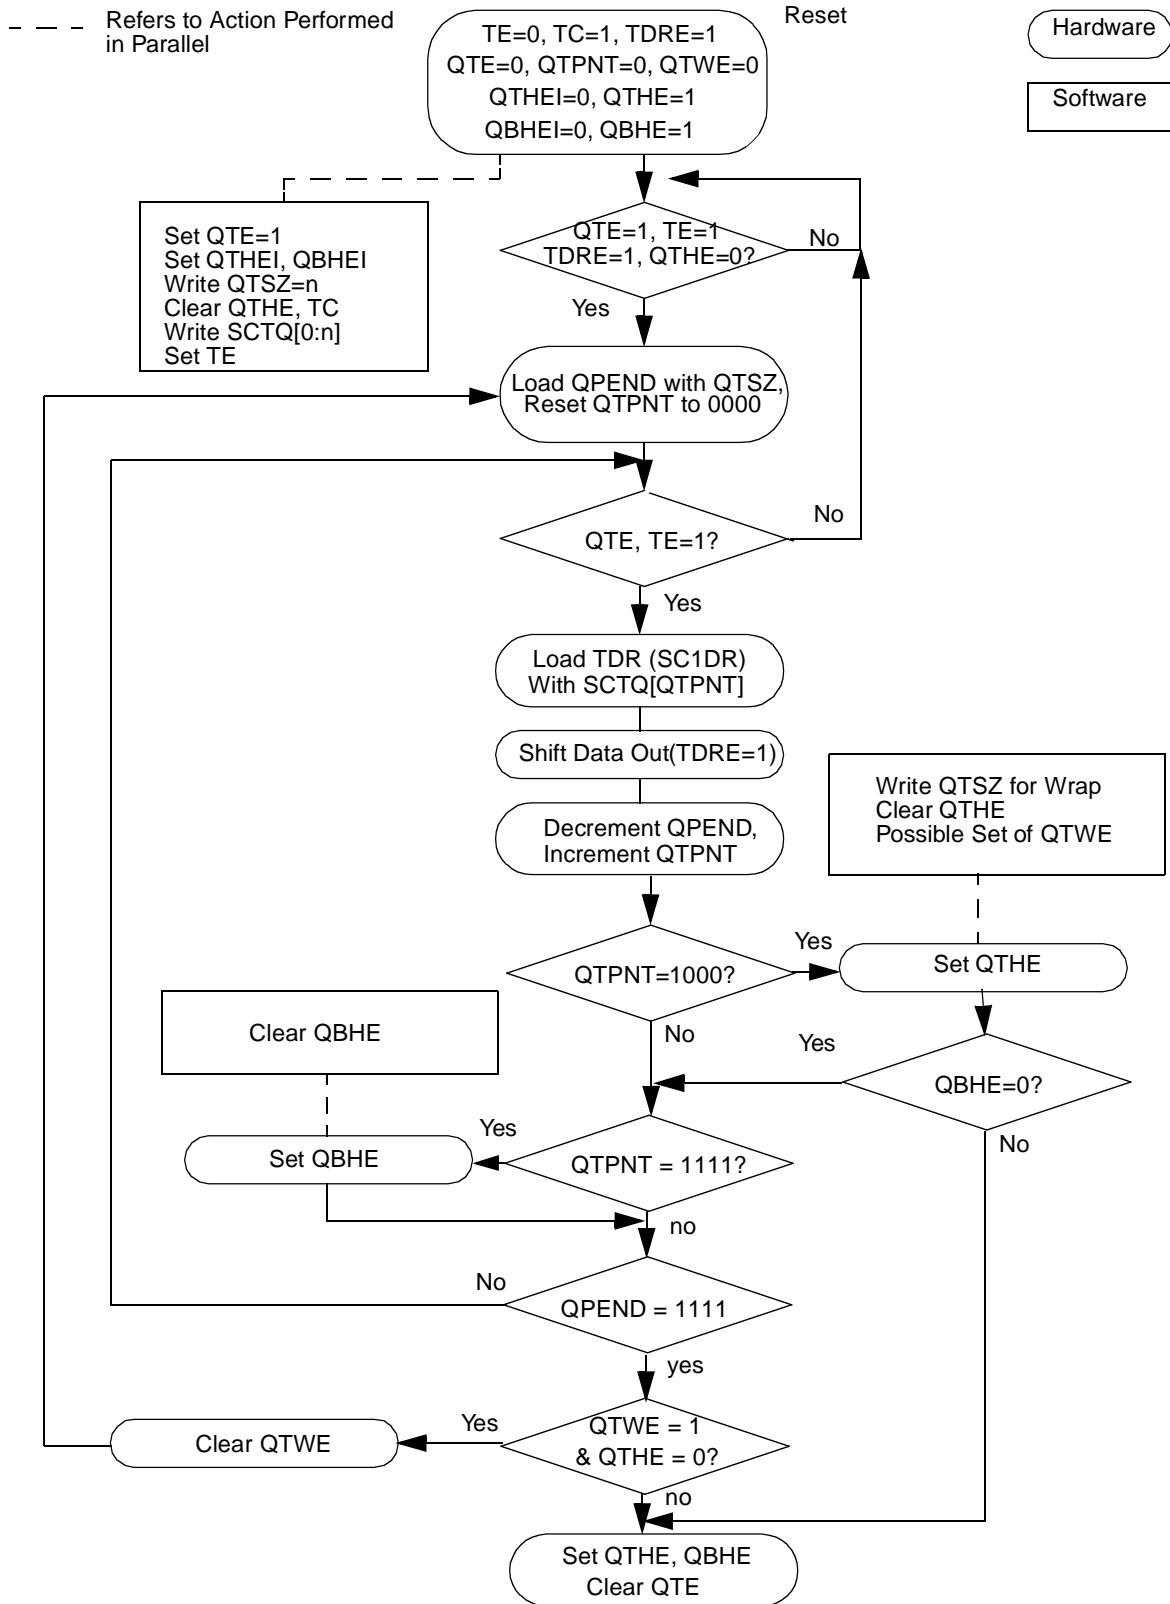 Refers to Action Performed
in Parallel
Reset
Hardware
Software
TE=0, TC=1, TDRE=1
QTE=0, QTPNT=0, QTWE=0
QTHEI=0, QTHE=1
QBHEI=0, QBHE=1
Set QTE=1
Set QTHEI, QBHEI
Write QTSZ=n
Clear QTHE, TC
Write SCTQ[0:n]
Set TE
QTE=1, TE=1
TDRE=1, QTHE=0?
No
Yes
Load QPEND with QTSZ,
Reset QTPNT to 0000
QTE, TE=1?
No
Yes
Load TDR (SC1DR)
With SCTQ[QTPNT]
Shift Data Out(TDRE=1)
Decrement QPEND,
Increment QTPNT
Write QTSZ for Wrap
Clear QTHE
Possible Set of QTWE
QTPNT=1000?
Yes
Set QTHE
No
Clear QBHE
Yes
QBHE=0?
No
Yes
Set QBHE
QTPNT = 1111?
no
No
QPEND = 1111
yes
Yes
Clear QTWE
QTWE = 1
& QTHE = 0?
no
Set QTHE, QBHE
Clear QTE